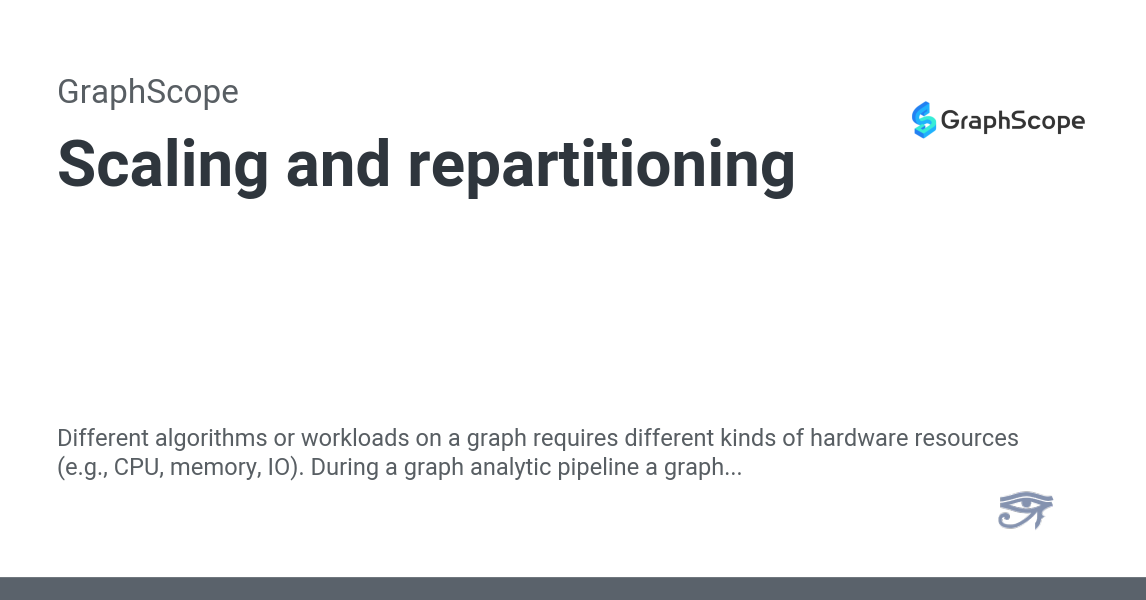 GraphScope
GraphScope
Scaling and repartitioning
Different algorithms or workloads on a graph requires different kinds of hardware resources
(e.g., CPU, memory, IO). During a graph analytic pipeline a graph...